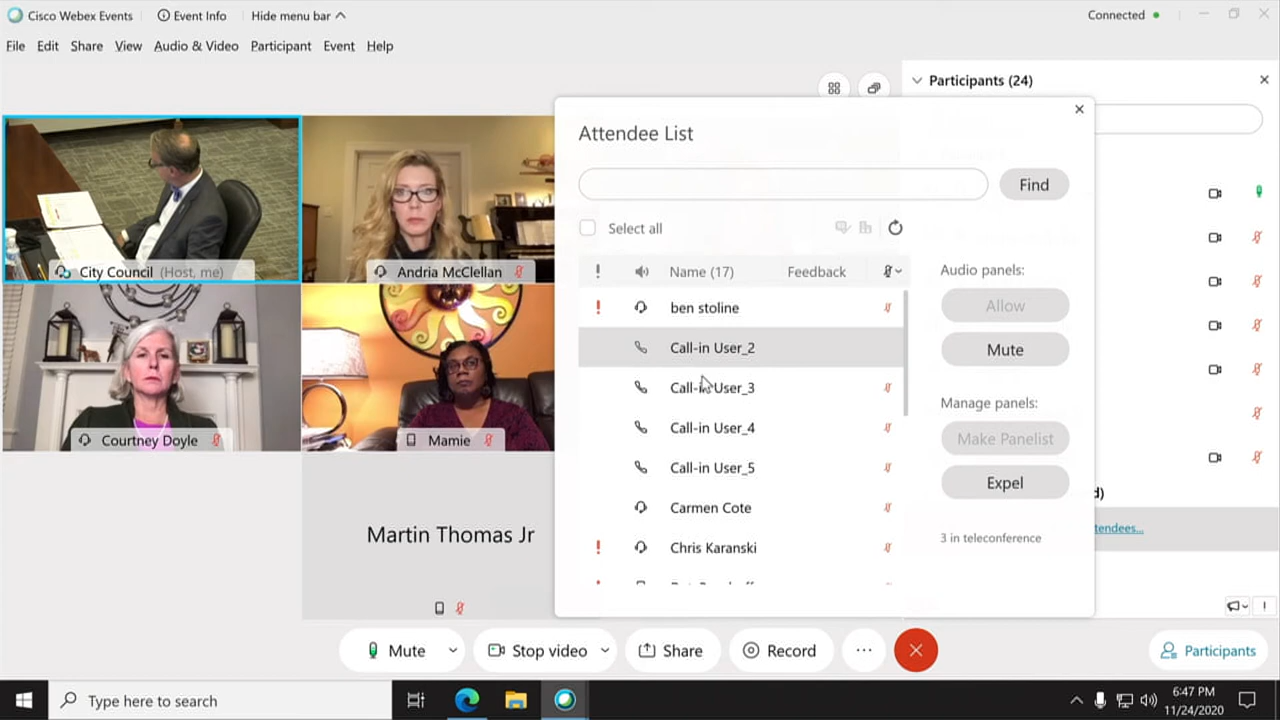 Cisco Webex Events
Event Info
Hide menu bar
Connected
File Edit Share View Audio & Video Participant Event Help
Participants (24)
Attendee List
Find
Select all
Name (17)
Feedback
Audio panels:
ben stoline
Allow
Call-in User_2
Mute
Call-in User_3
Manage panels:
Call-in User_4
Make Panelist
Call-in User_5
Expel
Carmen Cote
3 in teleconference
Chris Karanski
City Council (Host, me)
Andria McClellan
Courtney Doyle
Mamie
d)
tendees...
Martin Thomas Jr
Mute
Stop video
Share
Record
Participants
Type here to search
6:47 PM
11/24/2020